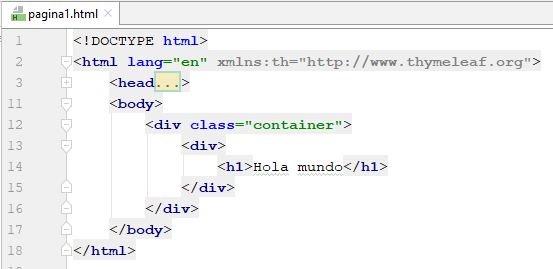 pagina1.html
1 <!DOCTYPE html>
2 <html lang="en" xmlns:th="http://www.thymeleaf.org">
3 <head...>
11 <body>
12 <div class="container">
13 <div>
14 <h1>Hola mundo</h1>
15 </div>
16 </div>
17 </body>
18 </html>